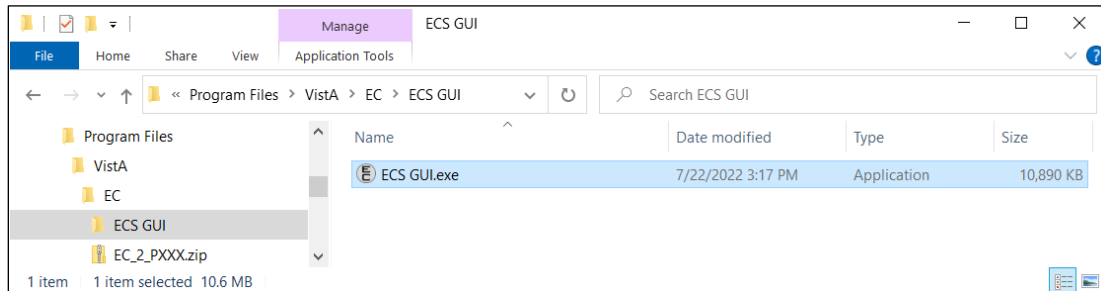 Manage ECS GUI
File Home Share View Application Tools ?
« Program Files > VistA > EC > ECS GUI Search ECS GUI
Program Files Name Date modified Type Size
VistA ECS GUI.exe 7/22/2022 3:17 PM Application 10,890 KB
EC
ECS GUI
EC_2_PXXX.zip
1 item 1 item selected 10.6 MB